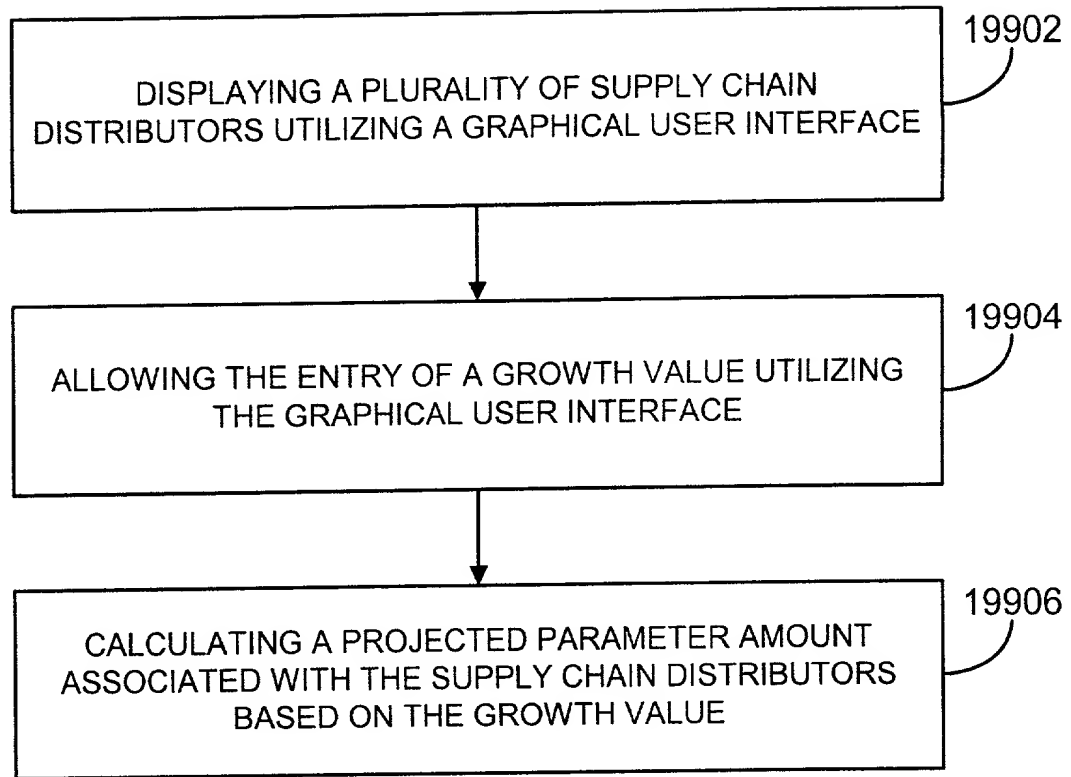 19902
DISPLAYING A PLURALITY OF SUPPLY CHAIN
DISTRIBUTORS UTILIZING A GRAPHICAL USER INTERFACE
19904
ALLOWING THE ENTRY OF A GROWTH VALUE UTILIZING
THE GRAPHICAL USER INTERFACE
19906
CALCULATING A PROJECTED PARAMETER AMOUNT
ASSOCIATED WITH THE SUPPLY CHAIN DISTRIBUTORS
BASED ON THE GROWTH VALUE